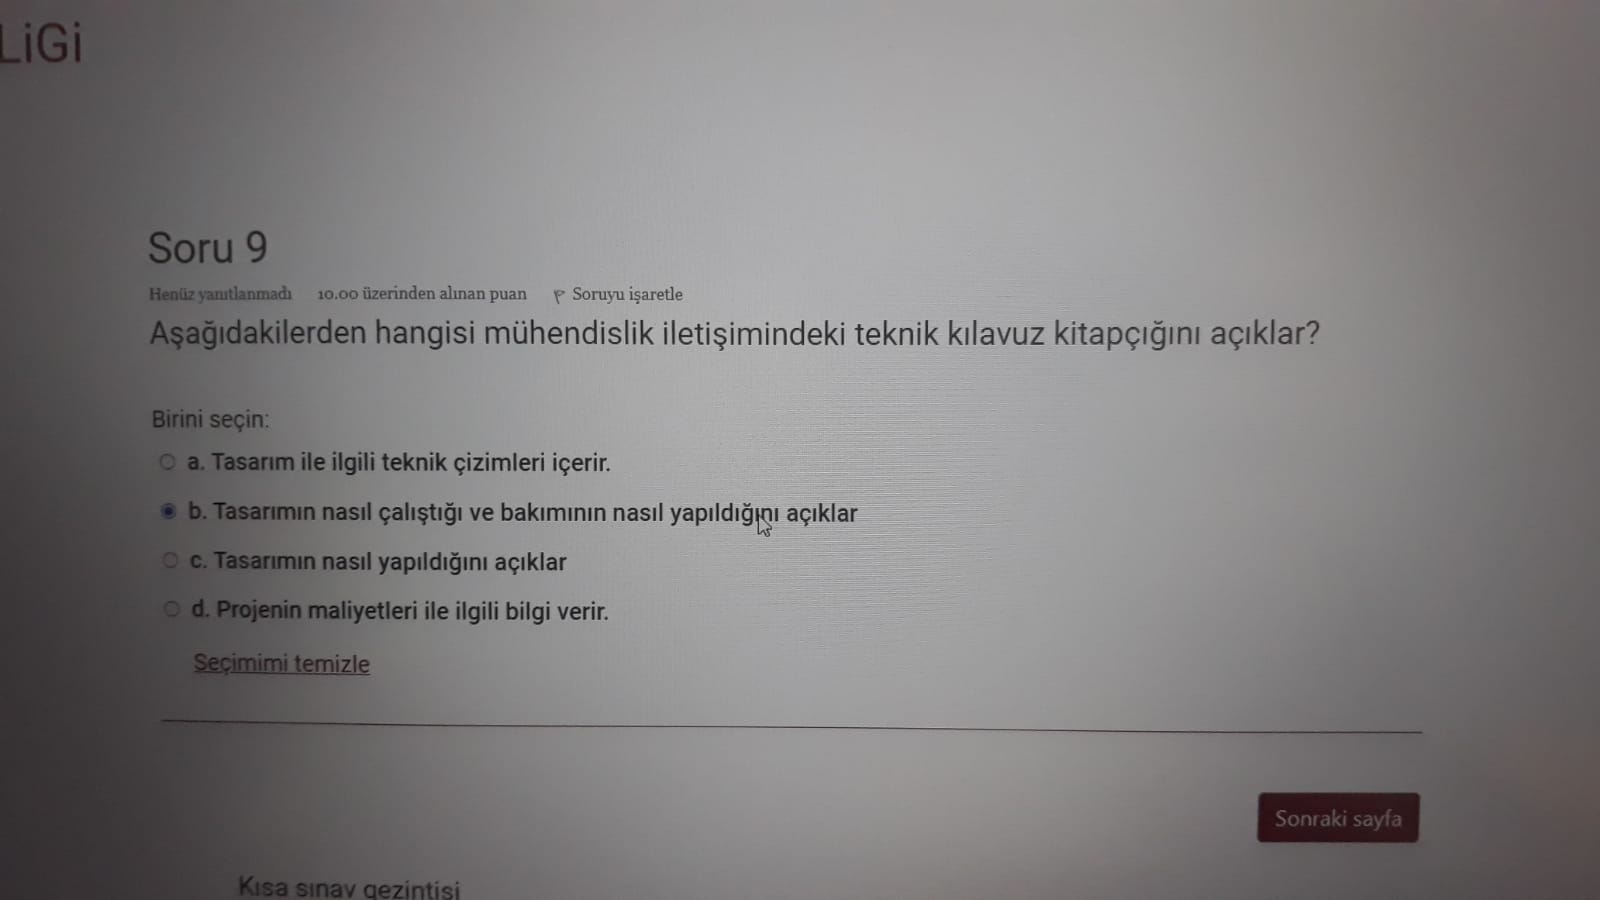 LiGi
Soru 9
Henüz yanıtlanmadı 10.00 üzerinden alınan puan Soruyu işaretle
Aşağıdakilerden hangisi mühendislik iletişimindeki teknik kılavuz kitapçığını açıklar?
Birini seçin:
a. Tasarım ile ilgili teknik çizimleri içerir.
b. Tasarımın nasıl çalıştığı ve bakımının nasıl yapıldığını açıklar
c. Tasarımın nasıl yapıldığını açıklar
d. Projenin maliyetleri ile ilgili bilgi verir.
Seçimimi temizle
Sonraki sayfa
Kısa sınav gezintisi